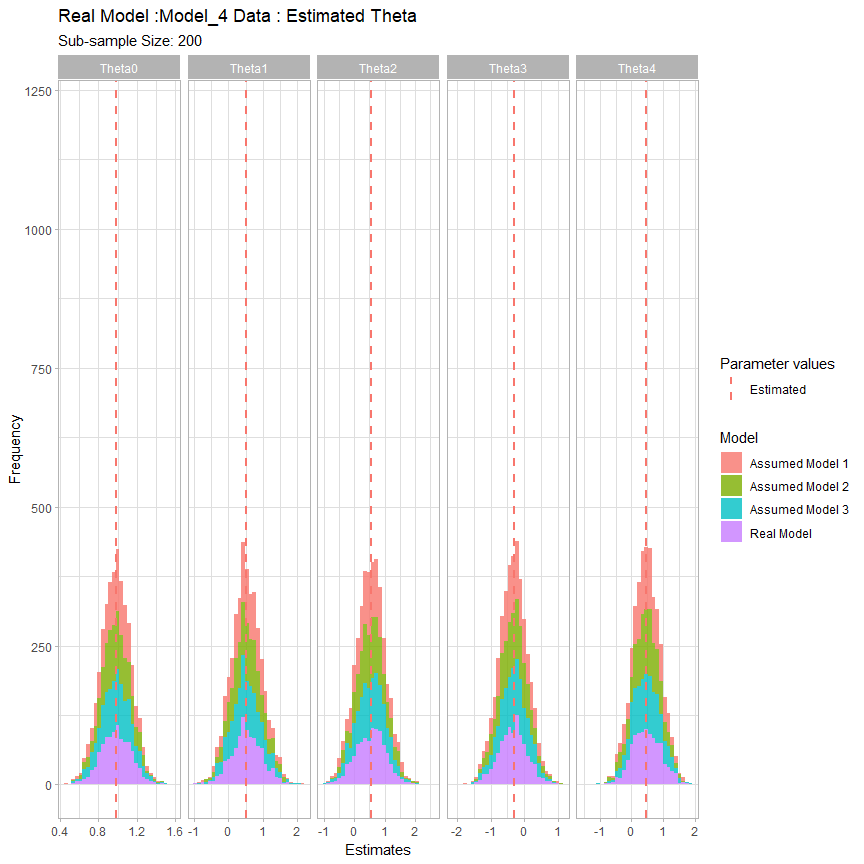 Real Model :Model_4 Data : Estimated Theta
Sub-sample Size: 200
Theta0 Theta1 Theta2 Theta3 Theta4
1250
1000
750
500
250
0
Frequency
0.4 0.8 1.2 1.6 -1 0 1 2 -1 0 1 2 -2 -1 0 1 -1 0 1 2
Estimates
Parameter values
Estimated
Model
Assumed Model 1
Assumed Model 2
Assumed Model 3
Real Model